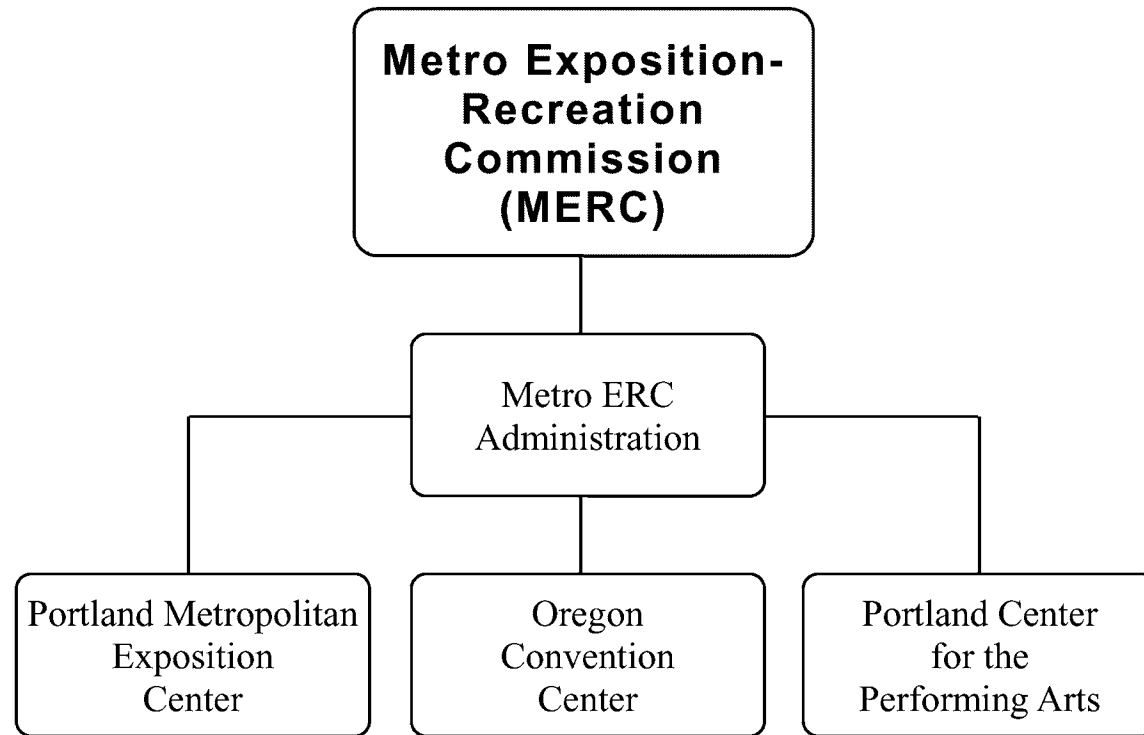 Metro Exposition-
Recreation
Commission
(MERC)
Metro ERC
Administration
Portland Metropolitan
Exposition
Center
Oregon
Convention
Center
Portland Center
for the
Performing Arts